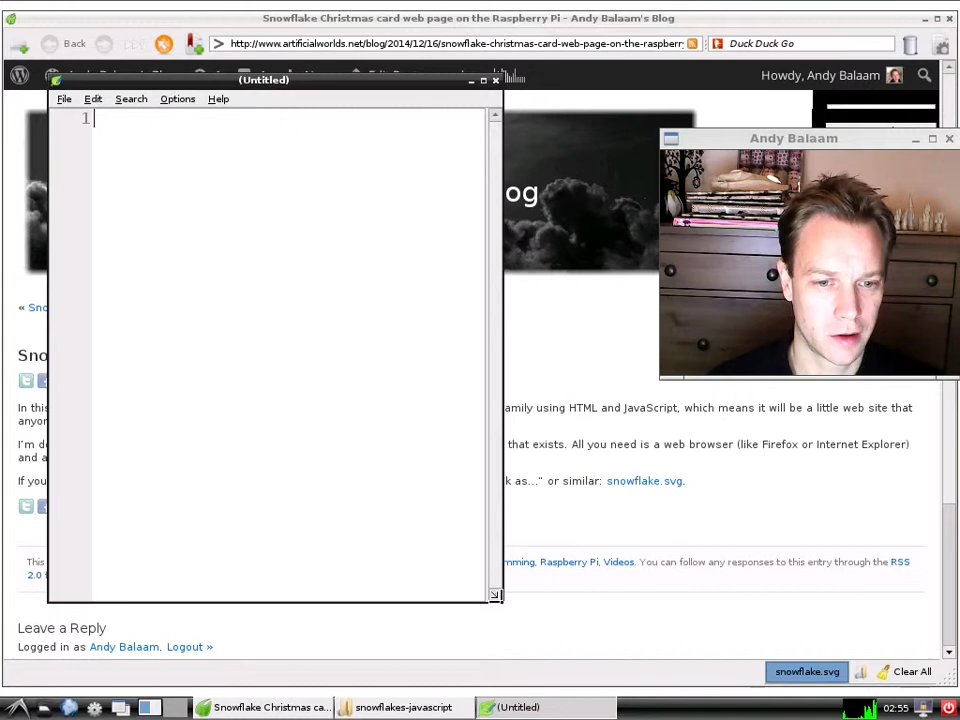 Snowflake Christmas card web page on the Raspberry Pi - Andy Balaam's Blog
Back
http://www.artificialworlds.net/blog/2014/12/16/snowflake-christmas-card-web-page-on-the-raspberry
Duck Duck Go
Howdy, Andy Balaam
(Untitled)
File Edit Search Options Help
1
Andy Balaam
og
« Sno
Sno
In this
amily using HTML and JavaScript, which means it will be a little web site that
anyor
I'm do
that exists. All you need is a web browser (like Firefox or Internet Explorer)
and a
If you
k as..." or similar: snowflake.svg.
This
mming, Raspberry Pi, Videos. You can follow any responses to this entry through the RSS
2.0 f
Leave a Reply
Logged in as Andy Balaam. Logout »
snowflake.svg
Clear All
Snowflake Christmas ca...
snowflakes-javascript
(Untitled)
02:55